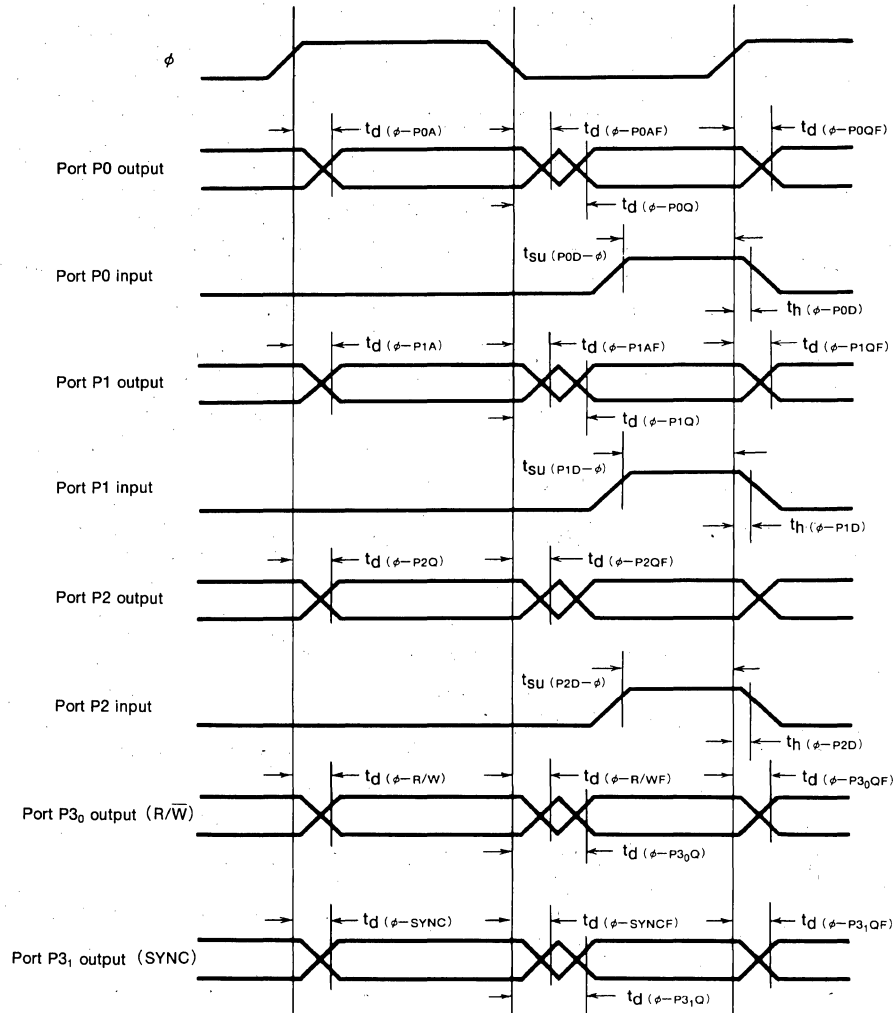 ϕ
td (ϕ−P0A) td (ϕ−P0AF) td (ϕ−P0QF)
Port P0 output
td (ϕ−P0Q)
tsu (P0D−ϕ)
Port P0 input
th (ϕ−P0D)
td (ϕ−P1A) td (ϕ−P1AF) td (ϕ−P1QF)
Port P1 output
td (ϕ−P1Q)
tsu (P1D−ϕ)
Port P1 input
th (ϕ−P1D)
td (ϕ−P2Q) td (ϕ−P2QF)
Port P2 output
tsu (P2D−ϕ)
Port P2 input
th (ϕ−P2D)
td (ϕ−R/W) td (ϕ−R/WF) td (ϕ−P3₀QF)
Port P3₀ output (R/W̅)
td (ϕ−P3₀Q)
td (ϕ−SYNC) td (ϕ−SYNCF) td (ϕ−P3₁QF)
Port P3₁ output (SYNC)
td (ϕ−P3₁Q)